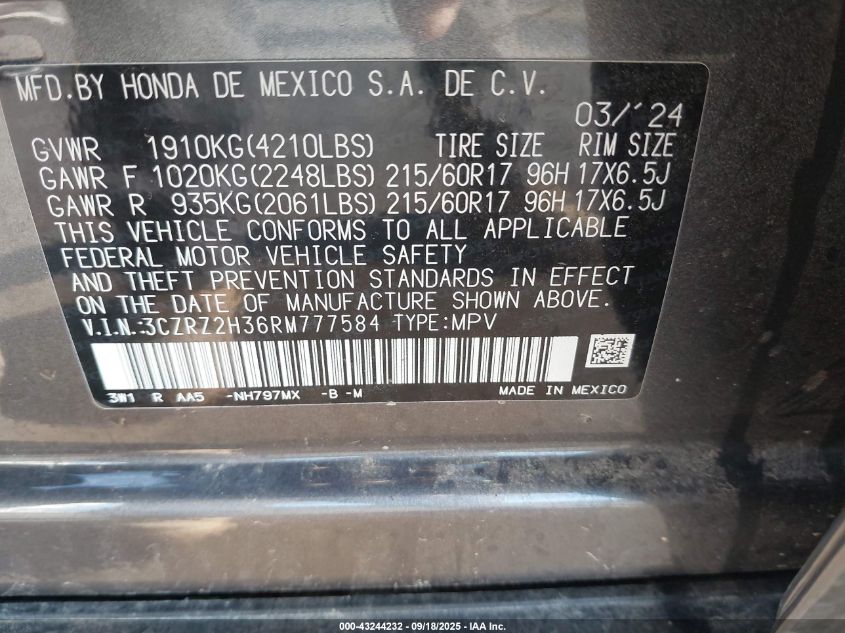 MFD.BY HONDA DE MEXICO S.A. DE C.V.
03/'24
GVWR 1910KG(4210LBS) TIRE SIZE RIM SIZE
GAWR F 1020KG(2248LBS) 215/60R17 96H 17X6.5J
GAWR R 935KG(2061LBS) 215/60R17 96H 17X6.5J
THIS VEHICLE CONFORMS TO ALL APPLICABLE
FEDERAL MOTOR VEHICLE SAFETY
AND THEFT PREVENTION STANDARDS IN EFFECT
ON THE DATE OF MANUFACTURE SHOWN ABOVE.
V.I.N.:3CZRZ2H36RM777584 TYPE:MPV
3W1 R AA5 -NH797MX -B -M MADE IN MEXICO
000-43244232 - 09/18/2025 - IAA Inc.